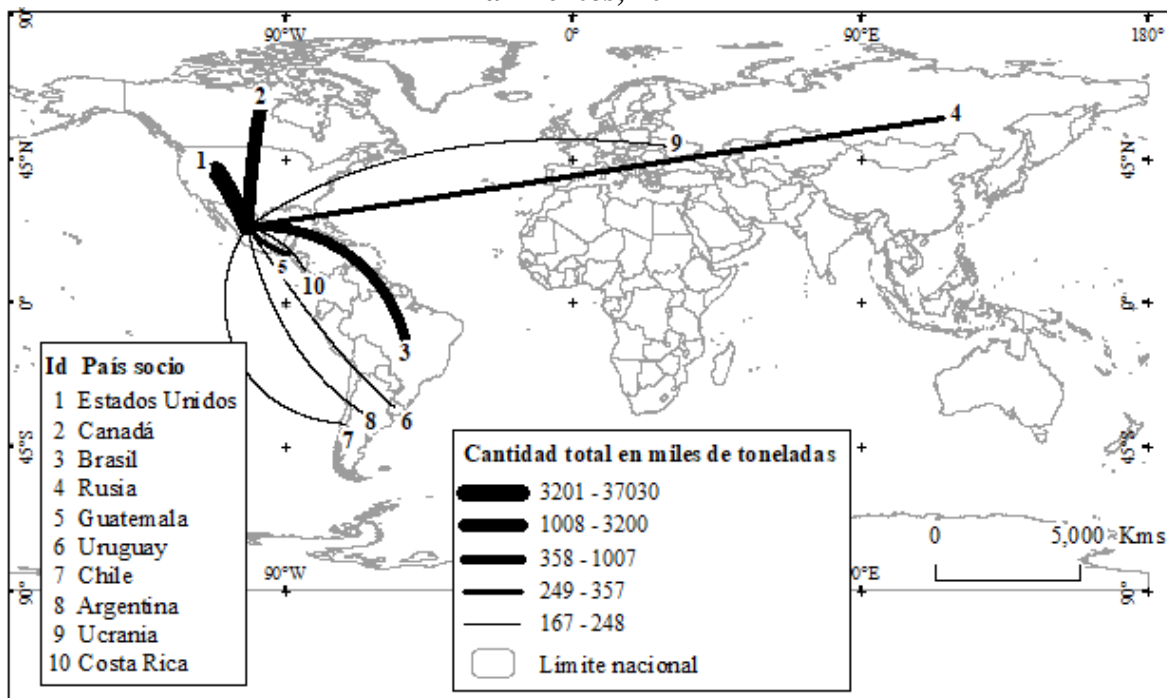 90°W 0° 90°E 180°
90°
2
4
9
1
45°N 45°N
5
10
0° 0°
3
Id País socio
1 Estados Unidos
2 Canadá
3 Brasil
4 Rusia
5 Guatemala
6 Uruguay
7 Chile
8 Argentina
9 Ucrania
10 Costa Rica
8 6
7
45°S 45°S
Cantidad total en miles de toneladas
3201 - 37030
1008 - 3200
358 - 1007
249 - 357
167 - 248
Límite nacional
0 5,000 Kms
90°W
90° 90°